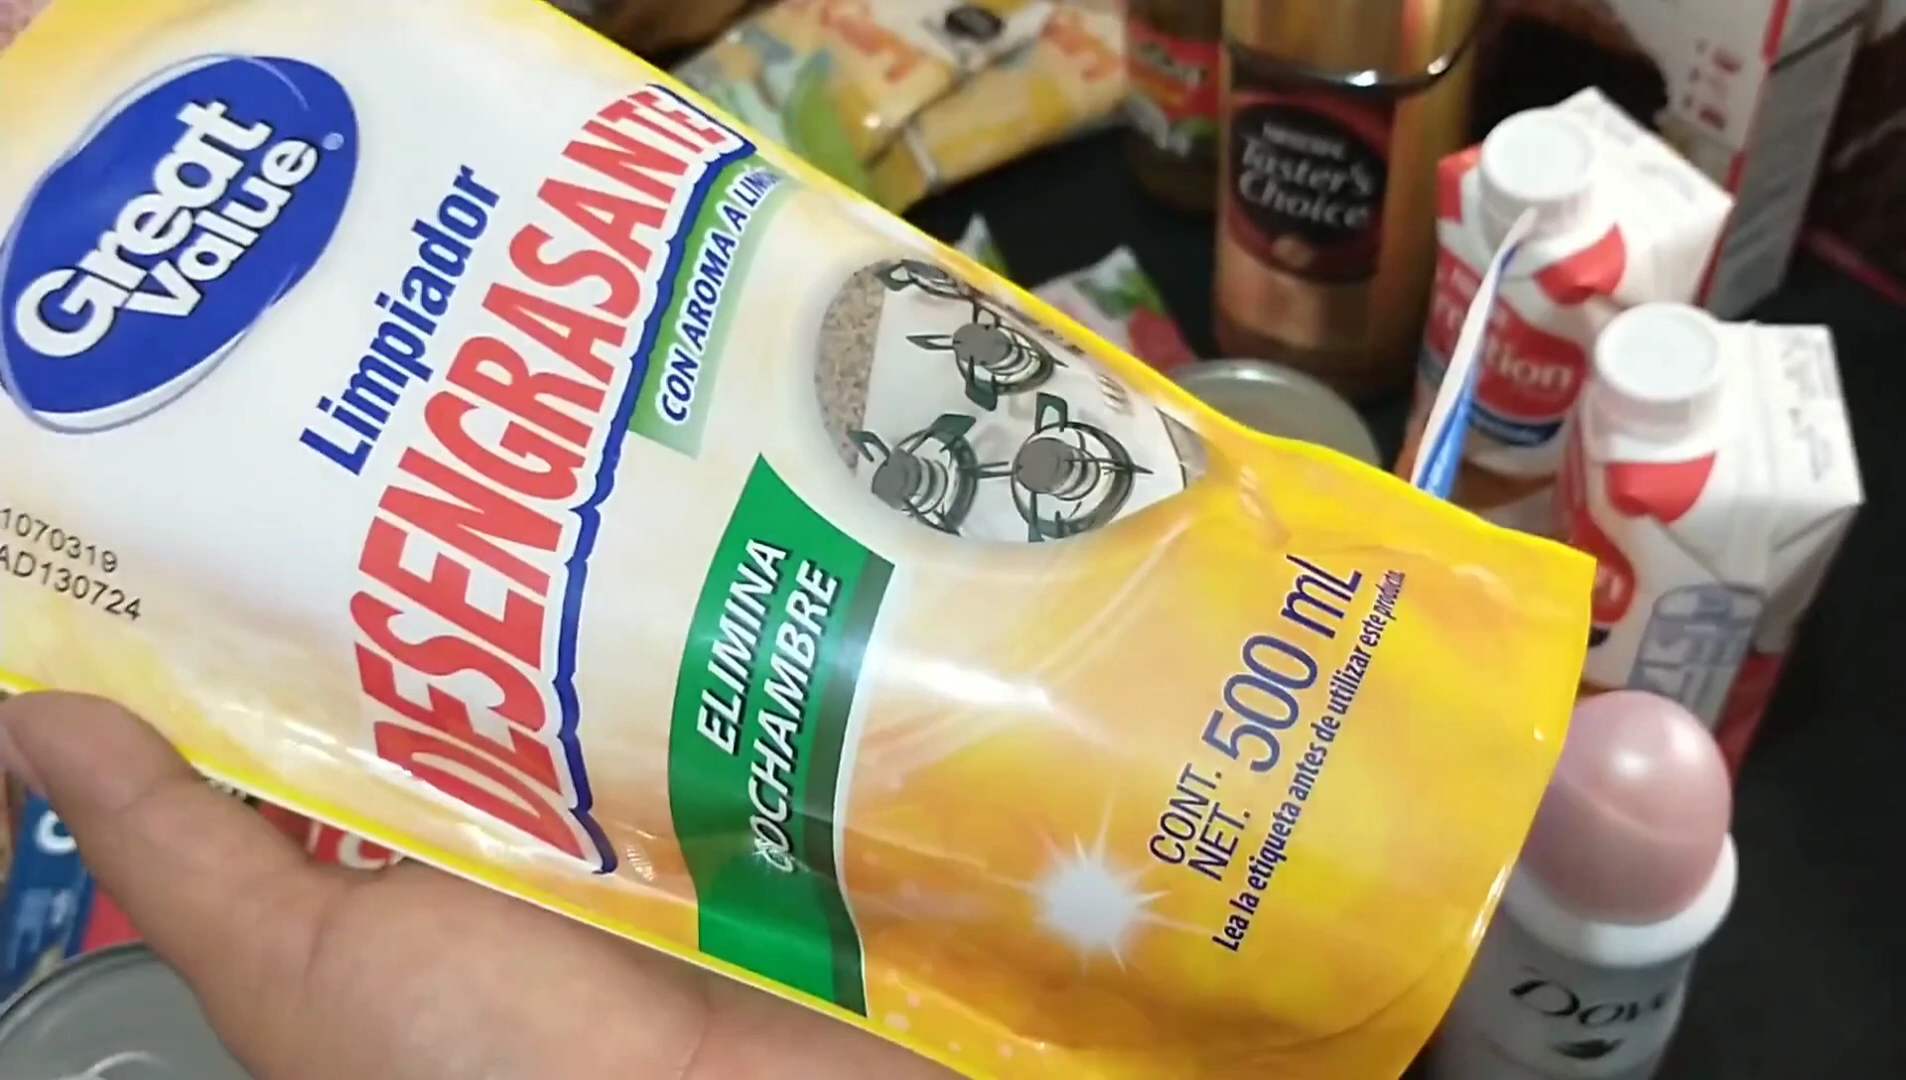 Great
Value
Limpiador
DESENGRASANTE
CON AROMA A
ELIMINA
COCHAMBRE
CONT.
NET. 500 mL
Lea la etiqueta antes de utilizar este producto
1070319
AD130724
Taster's
Choice
Dove